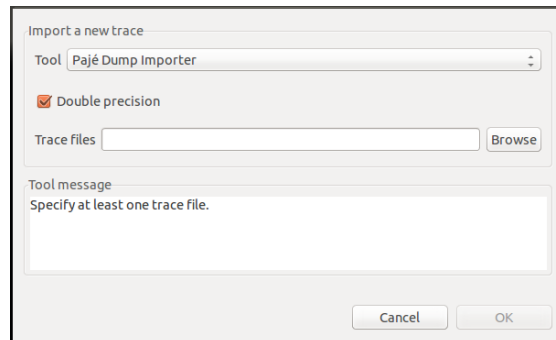 Import a new trace
Tool Pajé Dump Importer
Double precision
Trace files Browse
Tool message
Specify at least one trace file.
Cancel OK